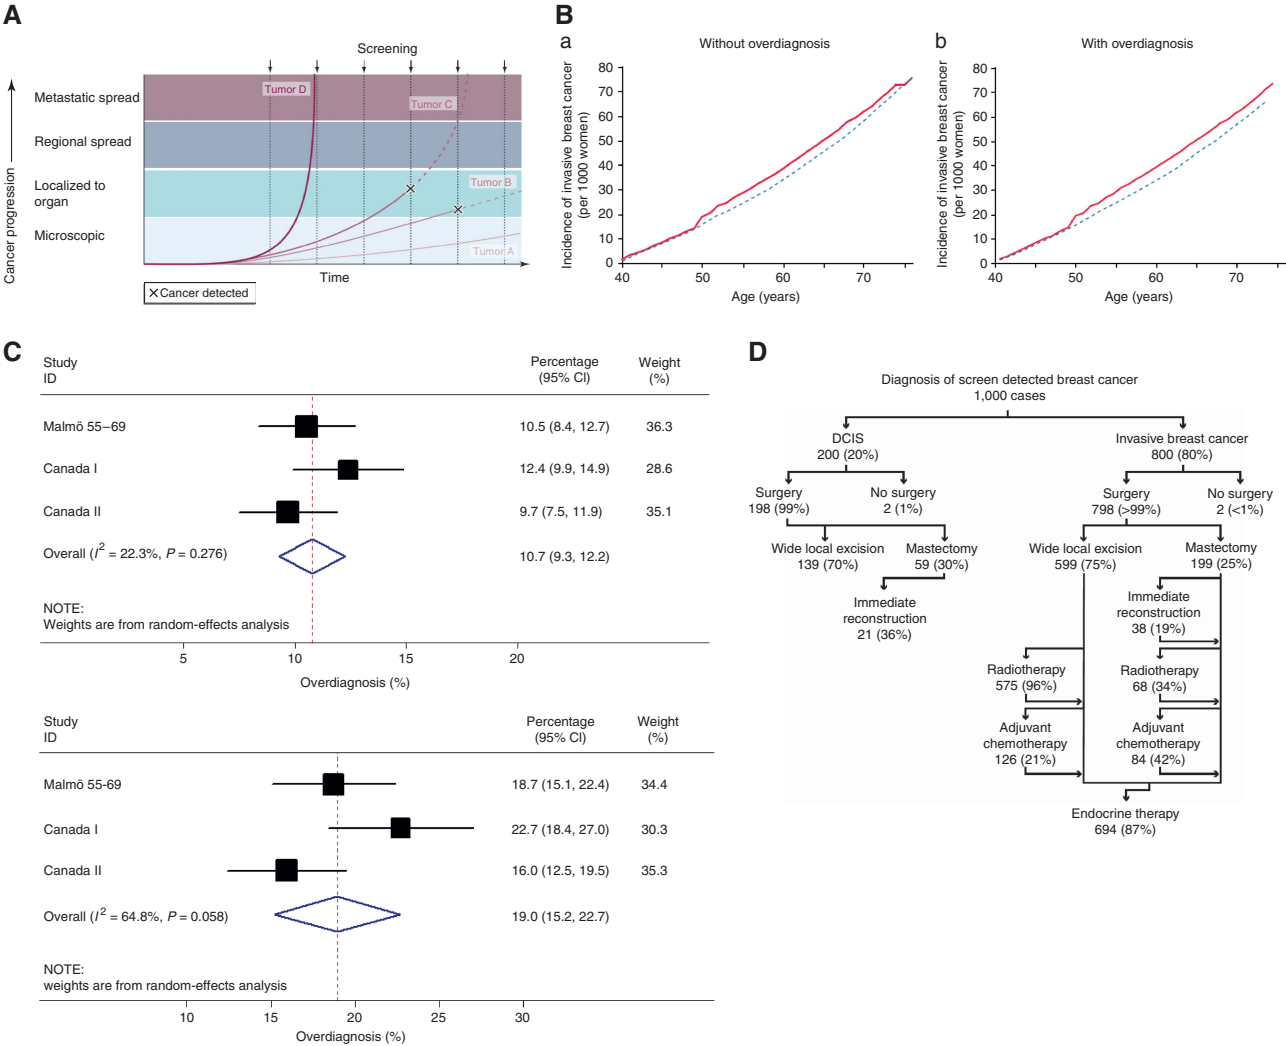 A
Screening
Cancer progression
Metastatic spread
Regional spread
Localized to
organ
Microscopic
Tumor D
Tumor C
Tumor B
Tumor A
Time
×Cancer detected
B
a
Without overdiagnosis
Incidence of invasive breast cancer
(per 1000 women)
80
70
60
50
40
30
20
10
0
40 50 60 70
Age (years)
b
With overdiagnosis
Incidence of invasive breast cancer
(per 1000 women)
80
70
60
50
40
30
20
10
0
40 50 60 70
Age (years)
C
Study ID Percentage (95% CI) Weight (%)
Malmö 55–69 10.5 (8.4, 12.7) 36.3
Canada I 12.4 (9.9, 14.9) 28.6
Canada II 9.7 (7.5, 11.9) 35.1
Overall (I² = 22.3%, P = 0.276) 10.7 (9.3, 12.2)
NOTE:
Weights are from random-effects analysis
5 10 15 20
Overdiagnosis (%)
Study ID Percentage (95% CI) Weight (%)
Malmö 55-69 18.7 (15.1, 22.4) 34.4
Canada I 22.7 (18.4, 27.0) 30.3
Canada II 16.0 (12.5, 19.5) 35.3
Overall (I² = 64.8%, P = 0.058) 19.0 (15.2, 22.7)
NOTE:
weights are from random-effects analysis
10 15 20 25 30
Overdiagnosis (%)
D
Diagnosis of screen detected breast cancer
1,000 cases
DCIS
200 (20%)
Invasive breast cancer
800 (80%)
Surgery
198 (99%)
No surgery
2 (1%)
Surgery
798 (>99%)
No surgery
2 (<1%)
Wide local excision
139 (70%)
Mastectomy
59 (30%)
Wide local excision
599 (75%)
Mastectomy
199 (25%)
Immediate
reconstruction
21 (36%)
Immediate
reconstruction
38 (19%)
Radiotherapy
575 (96%)
Radiotherapy
68 (34%)
Adjuvant
chemotherapy
126 (21%)
Adjuvant
chemotherapy
84 (42%)
Endocrine therapy
694 (87%)